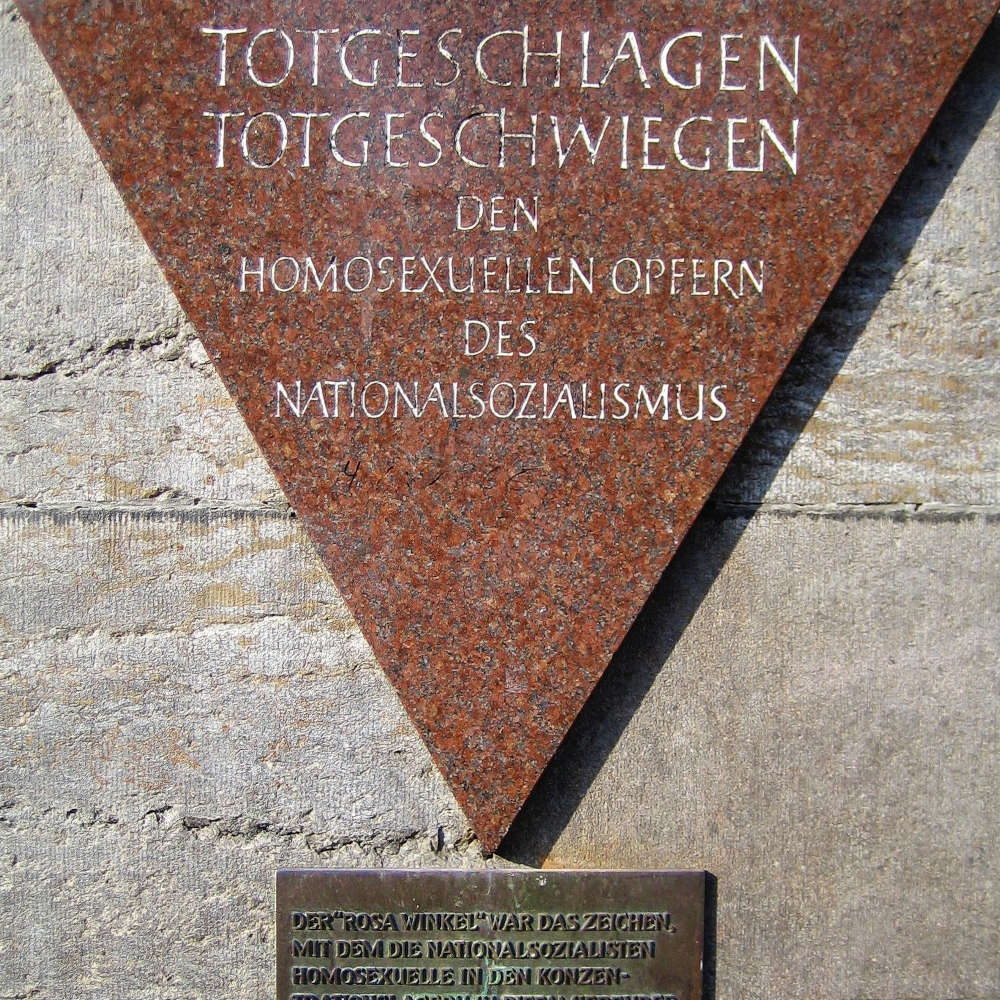 TOTGESCHLAGEN
TOTGESCHWIEGEN
DEN
HOMOSEXUELLEN OPFERN
DES
NATIONALSOZIALISMUS
DER "ROSA WINKEL" WAR DAS ZEICHEN,
MIT DEM DIE NATIONALSOZIALISTEN
HOMOSEXUELLE IN DEN KONZEN-